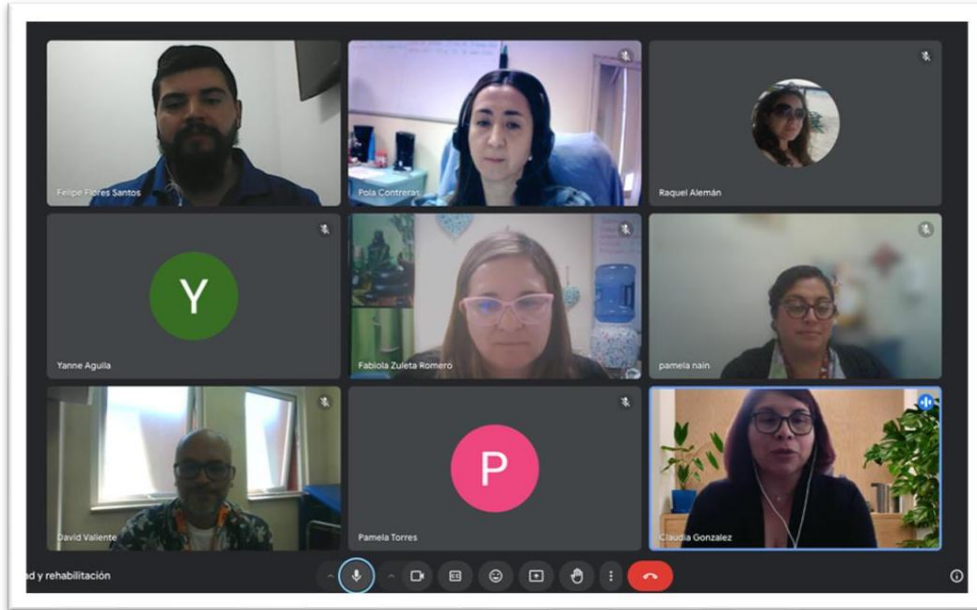 Felipe Flores Santos
Pola Contreras
Raquel Alemán
Y
Yanne Aguila
Fabiola Zuleta Romero
pamela nain
David Valiente
P
Pamela Torres
Claudia Gonzalez
d y rehabilitación